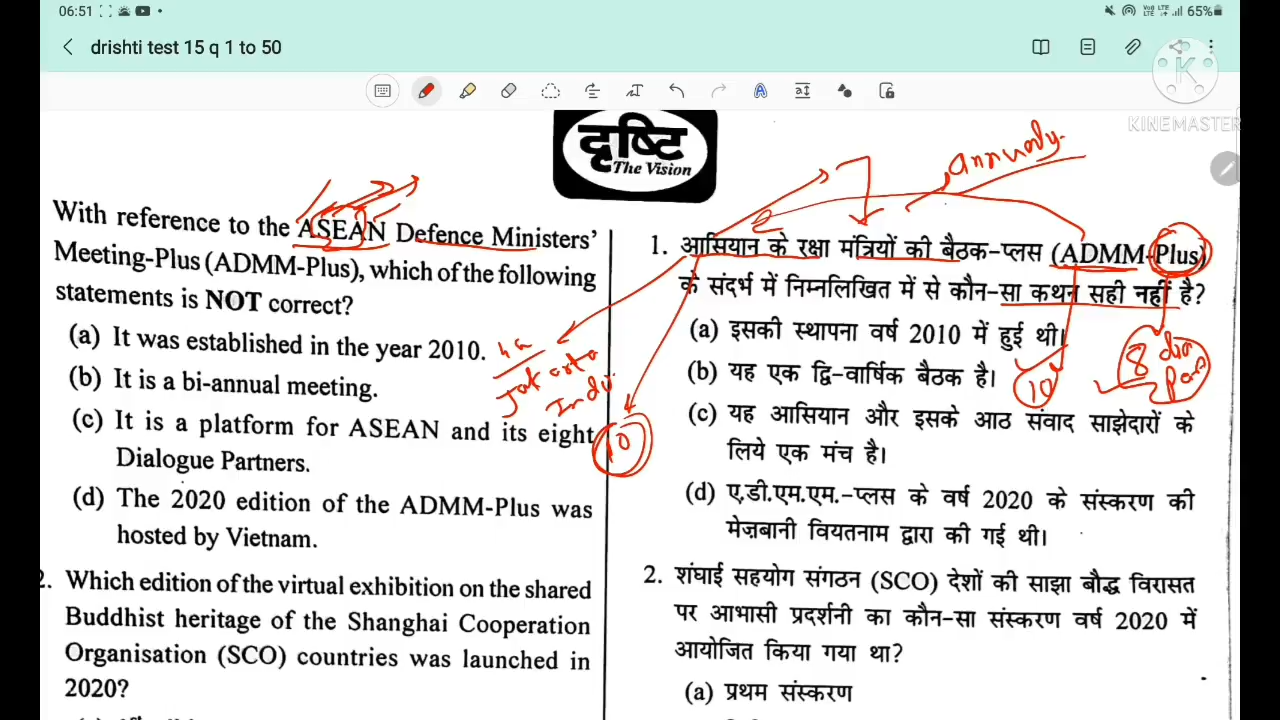 06:51
65%
drishti test 15 q 1 to 50
KINEMASTER
दृष्टि
The Vision
annualy.
With reference to the ASEAN Defence Ministers'
Meeting-Plus (ADMM-Plus), which of the following
statements is NOT correct?
(a) It was established in the year 2010.
(b) It is a bi-annual meeting.
(c) It is a platform for ASEAN and its eight
Dialogue Partners.
(d) The 2020 edition of the ADMM-Plus was
hosted by Vietnam.
2. Which edition of the virtual exhibition on the shared
Buddhist heritage of the Shanghai Cooperation
Organisation (SCO) countries was launched in
2020?
10
1. आसियान के रक्षा मंत्रियों की बैठक-प्लस (ADMM-Plus)
के संदर्भ में निम्नलिखित में से कौन-सा कथन सही नहीं है?
(a) इसकी स्थापना वर्ष 2010 में हुई थी।
(b) यह एक द्वि-वार्षिक बैठक है।
10
8
(c) यह आसियान और इसके आठ संवाद साझेदारों के
लिये एक मंच है।
(d) ए.डी.एम.एम.-प्लस के वर्ष 2020 के संस्करण की
मेज़बानी वियतनाम द्वारा की गई थी।
2. शंघाई सहयोग संगठन (SCO) देशों की साझा बौद्ध विरासत
पर आभासी प्रदर्शनी का कौन-सा संस्करण वर्ष 2020 में
आयोजित किया गया था?
(a) प्रथम संस्करण